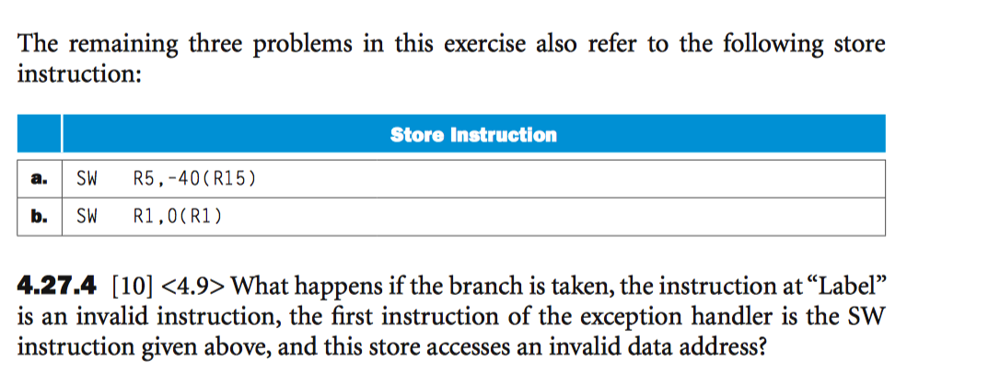 The remaining three problems in this exercise also refer to the following store
instruction:
Store Instruction
a. SW R5,-40(R15)
b. SW R1,0(R1)
4.27.4 [10] <4.9> What happens if the branch is taken, the instruction at “Label”
is an invalid instruction, the first instruction of the exception handler is the SW
instruction given above, and this store accesses an invalid data address?